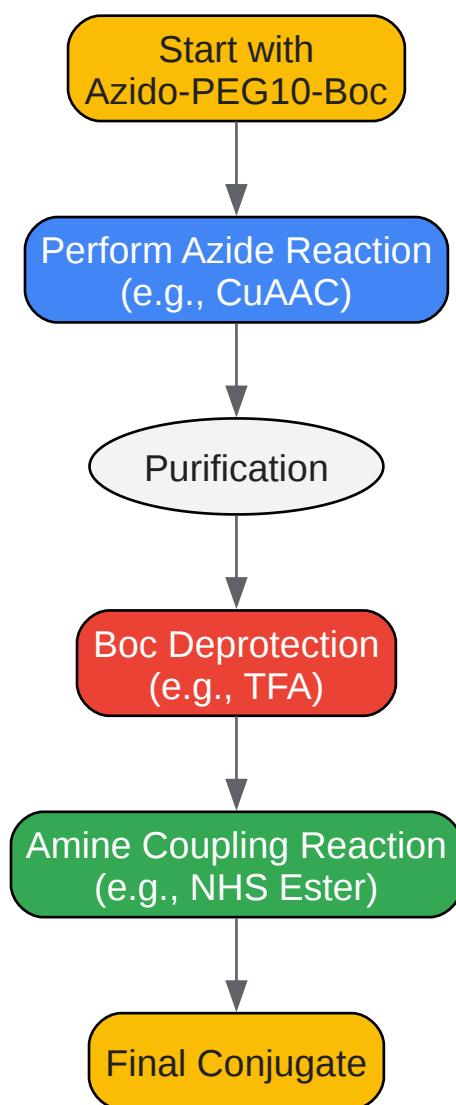 Start with
Azido-PEG10-Boc
Perform Azide Reaction
(e.g., CuAAC)
Purification
Boc Deprotection
(e.g., TFA)
Amine Coupling Reaction
(e.g., NHS Ester)
Final Conjugate